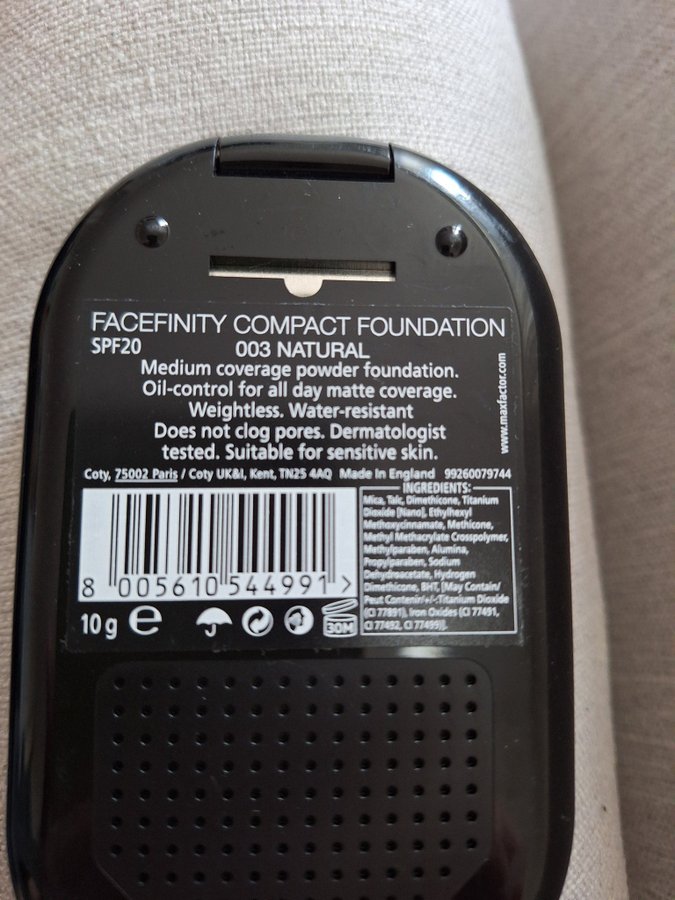 FACEFINITY COMPACT FOUNDATION
SPF20 003 NATURAL
Medium coverage powder foundation.
Oil-control for all day matte coverage.
Weightless. Water-resistant
Does not clog pores. Dermatologist
tested. Suitable for sensitive skin.
www.maxfactor.com
Coty, 75002 Paris / Coty UK&I, Kent, TN25 4AQ Made In England 99260079744
8 005610 544991 >
INGREDIENTS:
Mica, Talc, Dimethicone, Titanium
Dioxide [Nano], Ethylhexyl
Methoxycinnamate, Methicone,
Methyl Methacrylate Crosspolymer,
Methylparaben, Alumina,
Propylparaben, Sodium
Dehydroacetate, Hydrogen
Dimethicone, BHT, [May Contain/
Peut Contenir/+/-:Titanium Dioxide
(CI 77891), Iron Oxides (CI 77491,
CI 77492, CI 77499)].
10 g e
30M